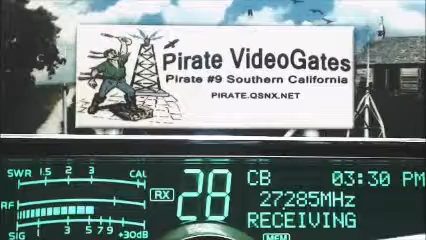 Pirate VideoGates
Pirate #9 Southern California
PIRATE.QSNX.NET
SWR 1.5 2 3 CAL
RX
28
CB 03:30 PM
27285MHz
RF
RECEIVING
SIG 1 3 5 7 9 +30dB
MEM